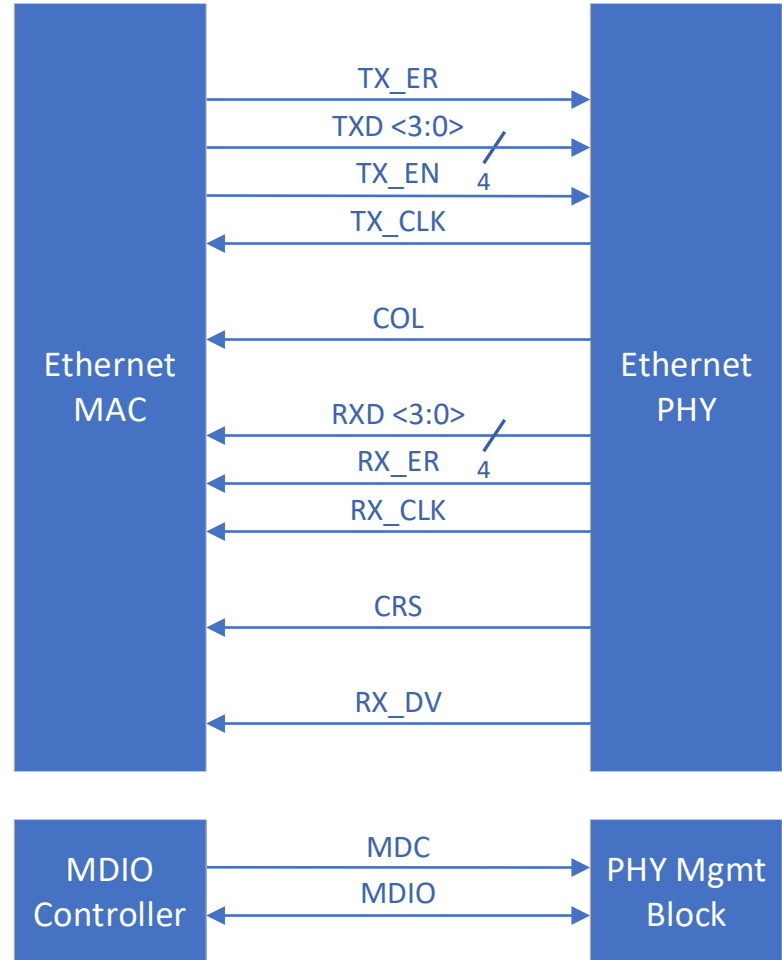 TX_ER
TXD <3:0>
4
TX_EN
TX_CLK
COL
Ethernet
MAC
Ethernet
PHY
RXD <3:0>
4
RX_ER
RX_CLK
CRS
RX_DV
MDIO
Controller
MDC
MDIO
PHY Mgmt
Block